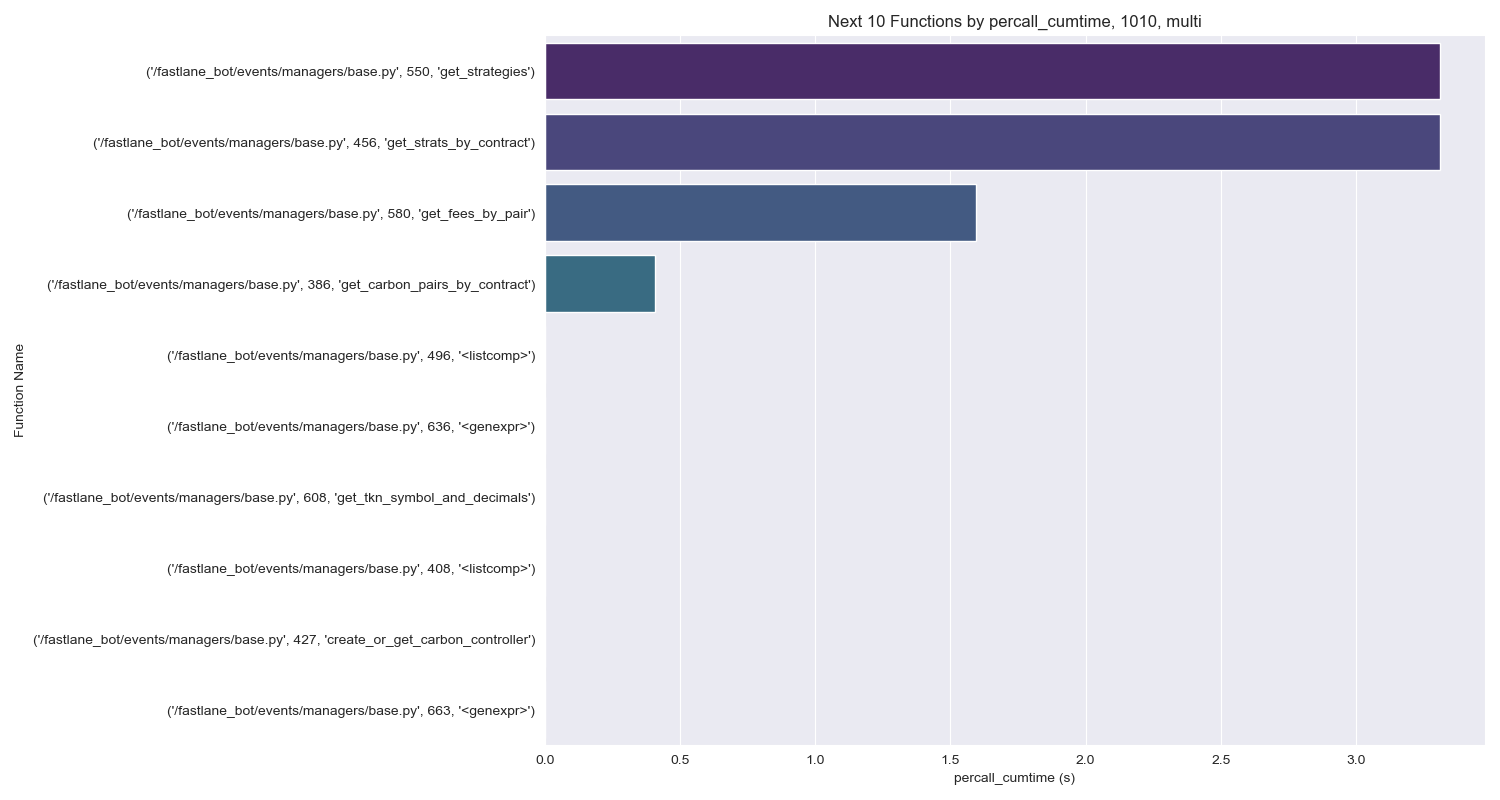 Next 10 Functions by percall_cumtime, 1010, multi
('/fastlane_bot/events/managers/base.py', 550, 'get_strategies')
('/fastlane_bot/events/managers/base.py', 456, 'get_strats_by_contract')
('/fastlane_bot/events/managers/base.py', 580, 'get_fees_by_pair')
('/fastlane_bot/events/managers/base.py', 386, 'get_carbon_pairs_by_contract')
('/fastlane_bot/events/managers/base.py', 496, '<listcomp>')
('/fastlane_bot/events/managers/base.py', 636, '<genexpr>')
('/fastlane_bot/events/managers/base.py', 608, 'get_tkn_symbol_and_decimals')
('/fastlane_bot/events/managers/base.py', 408, '<listcomp>')
('/fastlane_bot/events/managers/base.py', 427, 'create_or_get_carbon_controller')
('/fastlane_bot/events/managers/base.py', 663, '<genexpr>')
Function Name
0.0 0.5 1.0 1.5 2.0 2.5 3.0
percall_cumtime (s)